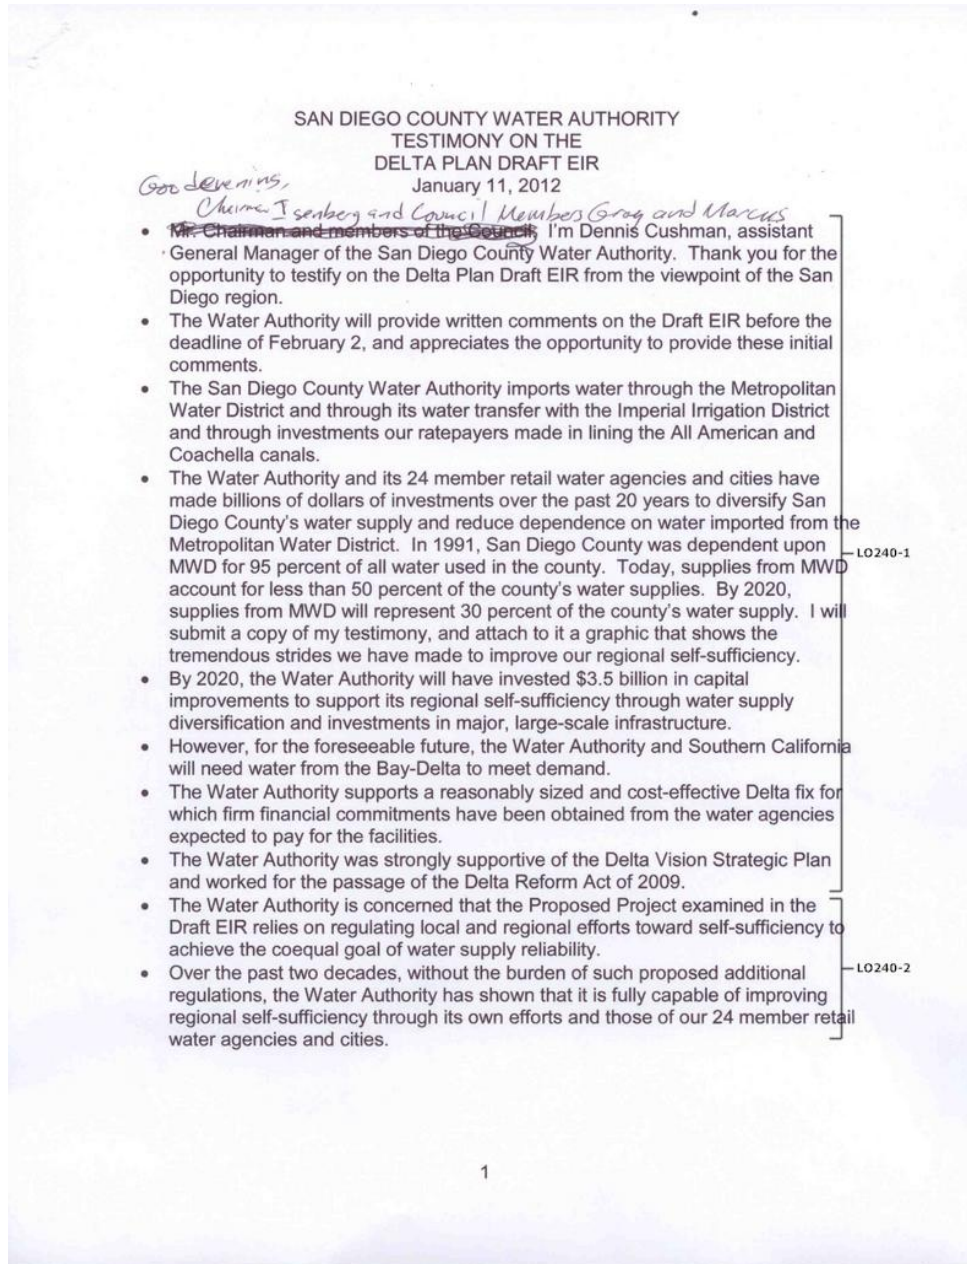 SAN DIEGO COUNTY WATER AUTHORITY
TESTIMONY ON THE
DELTA PLAN DRAFT EIR
January 11, 2012
Good evening,
Chairman Isenberg and Council Members Gray and Marcus
• Mr. Chairman and members of the Council, I'm Dennis Cushman, assistant
General Manager of the San Diego County Water Authority. Thank you for the
opportunity to testify on the Delta Plan Draft EIR from the viewpoint of the San
Diego region.
• The Water Authority will provide written comments on the Draft EIR before the
deadline of February 2, and appreciates the opportunity to provide these initial
comments.
• The San Diego County Water Authority imports water through the Metropolitan
Water District and through its water transfer with the Imperial Irrigation District
and through investments our ratepayers made in lining the All American and
Coachella canals.
• The Water Authority and its 24 member retail water agencies and cities have
made billions of dollars of investments over the past 20 years to diversify San
Diego County's water supply and reduce dependence on water imported from the
Metropolitan Water District. In 1991, San Diego County was dependent upon
LO240-1
MWD for 95 percent of all water used in the county. Today, supplies from MWD
account for less than 50 percent of the county's water supplies. By 2020,
supplies from MWD will represent 30 percent of the county's water supply. I will
submit a copy of my testimony, and attach to it a graphic that shows the
tremendous strides we have made to improve our regional self-sufficiency.
• By 2020, the Water Authority will have invested $3.5 billion in capital
improvements to support its regional self-sufficiency through water supply
diversification and investments in major, large-scale infrastructure.
• However, for the foreseeable future, the Water Authority and Southern California
will need water from the Bay-Delta to meet demand.
• The Water Authority supports a reasonably sized and cost-effective Delta fix for
which firm financial commitments have been obtained from the water agencies
expected to pay for the facilities.
• The Water Authority was strongly supportive of the Delta Vision Strategic Plan
and worked for the passage of the Delta Reform Act of 2009.
• The Water Authority is concerned that the Proposed Project examined in the
Draft EIR relies on regulating local and regional efforts toward self-sufficiency to
achieve the coequal goal of water supply reliability.
• Over the past two decades, without the burden of such proposed additional
LO240-2
regulations, the Water Authority has shown that it is fully capable of improving
regional self-sufficiency through its own efforts and those of our 24 member retail
water agencies and cities.
1